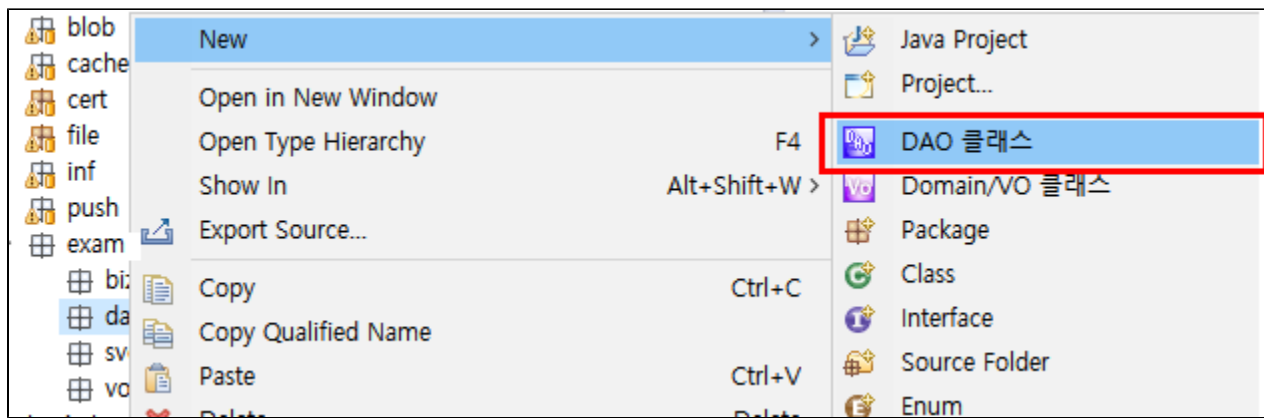 blob
cache
cert
file
inf
push
exam
biz
da
sv
vo
New
Open in New Window
Open Type Hierarchy F4
Show In Alt+Shift+W >
Export Source...
Copy Ctrl+C
Copy Qualified Name
Paste Ctrl+V
Delete Delete
Java Project
Project...
DAO 클래스
Domain/VO 클래스
Package
Class
Interface
Source Folder
Enum